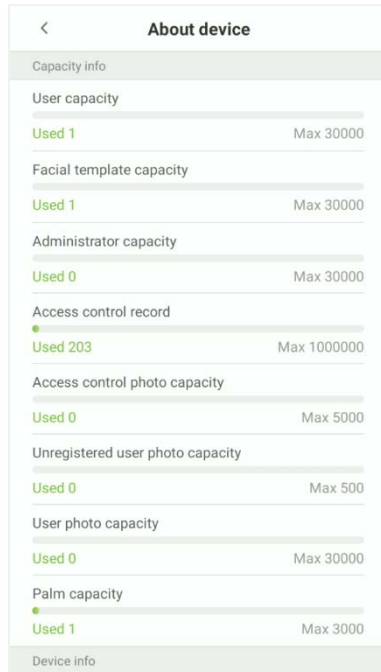 About device
Capacity info
User capacity
Used 1 Max 30000
Facial template capacity
Used 1 Max 30000
Administrator capacity
Used 0 Max 30000
Access control record
Used 203 Max 1000000
Access control photo capacity
Used 0 Max 5000
Unregistered user photo capacity
Used 0 Max 500
User photo capacity
Used 0 Max 30000
Palm capacity
Used 1 Max 3000
Device info